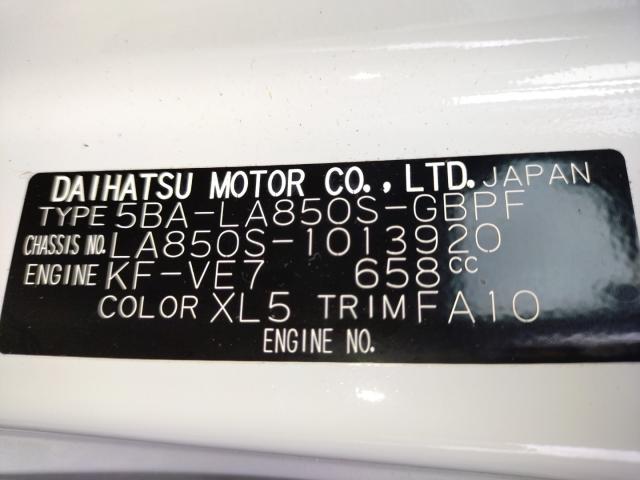 DAIHATSU MOTOR CO., LTD. JAPAN
TYPE 5BA-LA850S-GBPF
CHASSIS NO. LA850S-1013920
ENGINE KF-VE7 658cc
COLOR XL5 TRIM FA10
ENGINE NO.